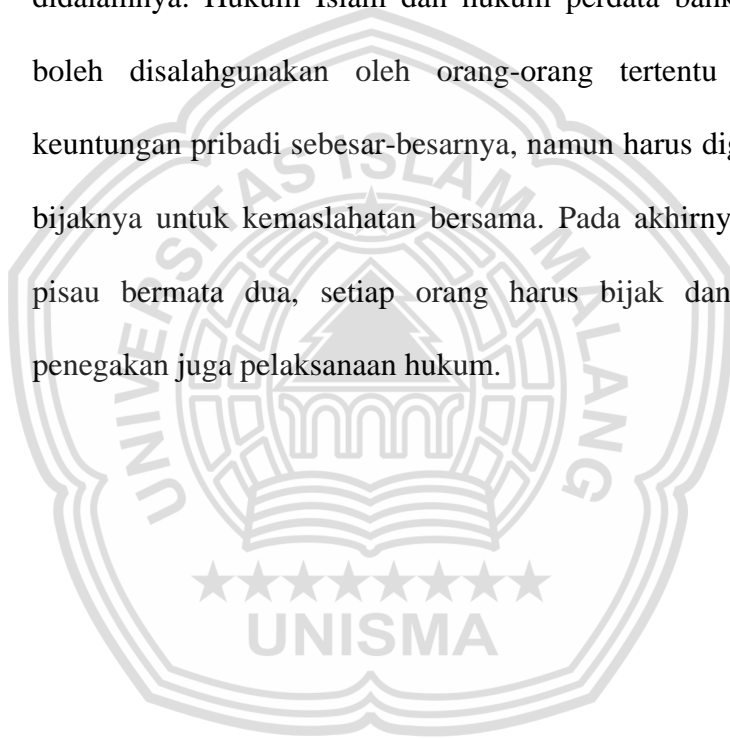 didalamnya. Hukum Islam dan hukum perdata bank
boleh disalahgunakan oleh orang-orang tertentu
keuntungan pribadi sebesar-besarnya, namun harus dig
bijaknya untuk kemaslahatan bersama. Pada akhirny
pisau bermata dua, setiap orang harus bijak dan
penegakan juga pelaksanaan hukum.
UNIVERSITAS ISLAM MALANG
UNISMA